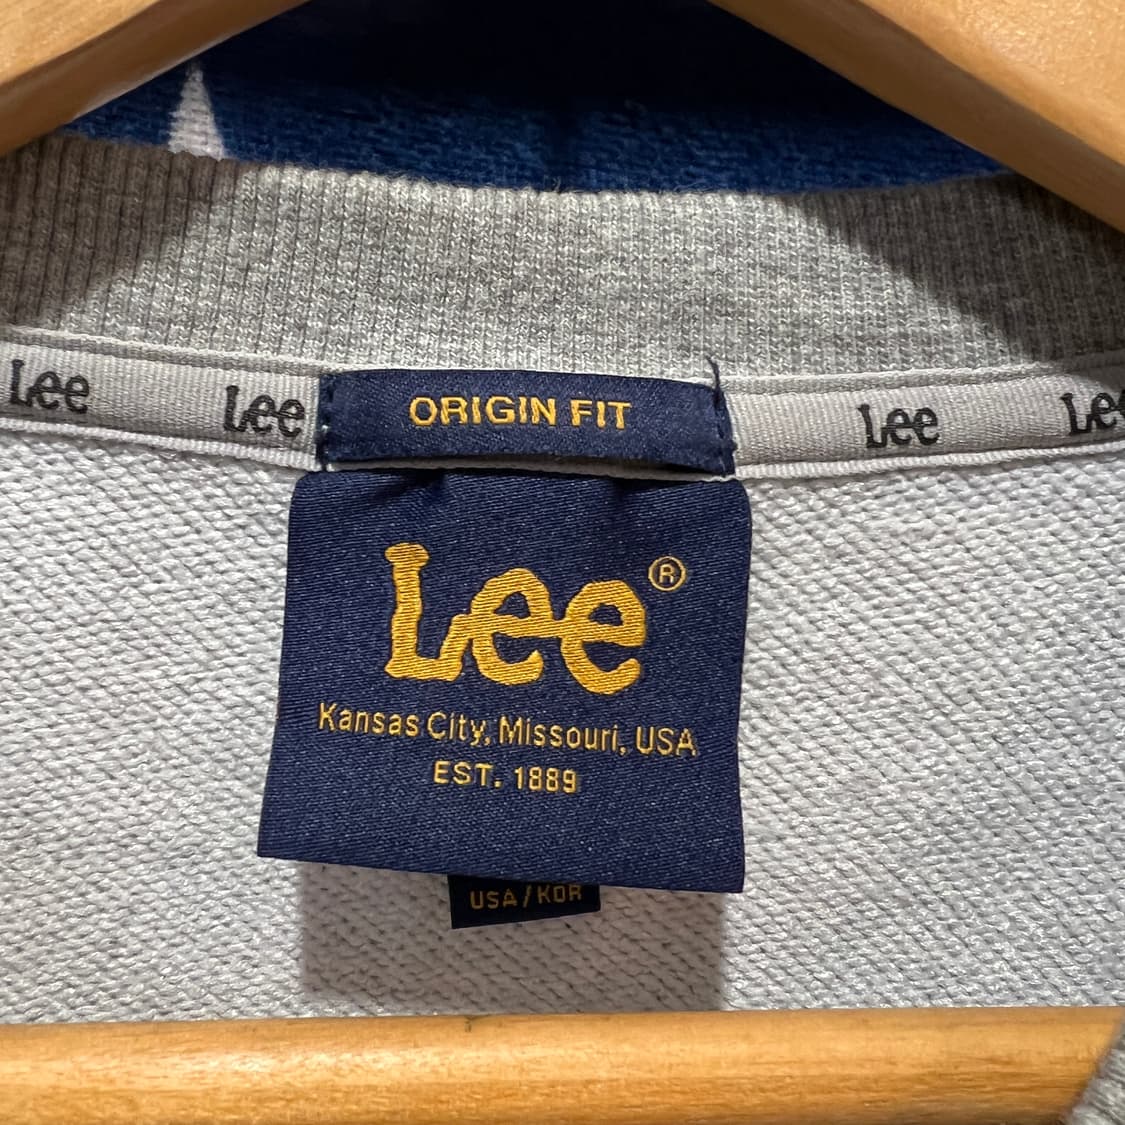 Lee Lee ORIGIN FIT Lee Lee
Lee®
Kansas City, Missouri, USA
EST. 1889
USA/KOR